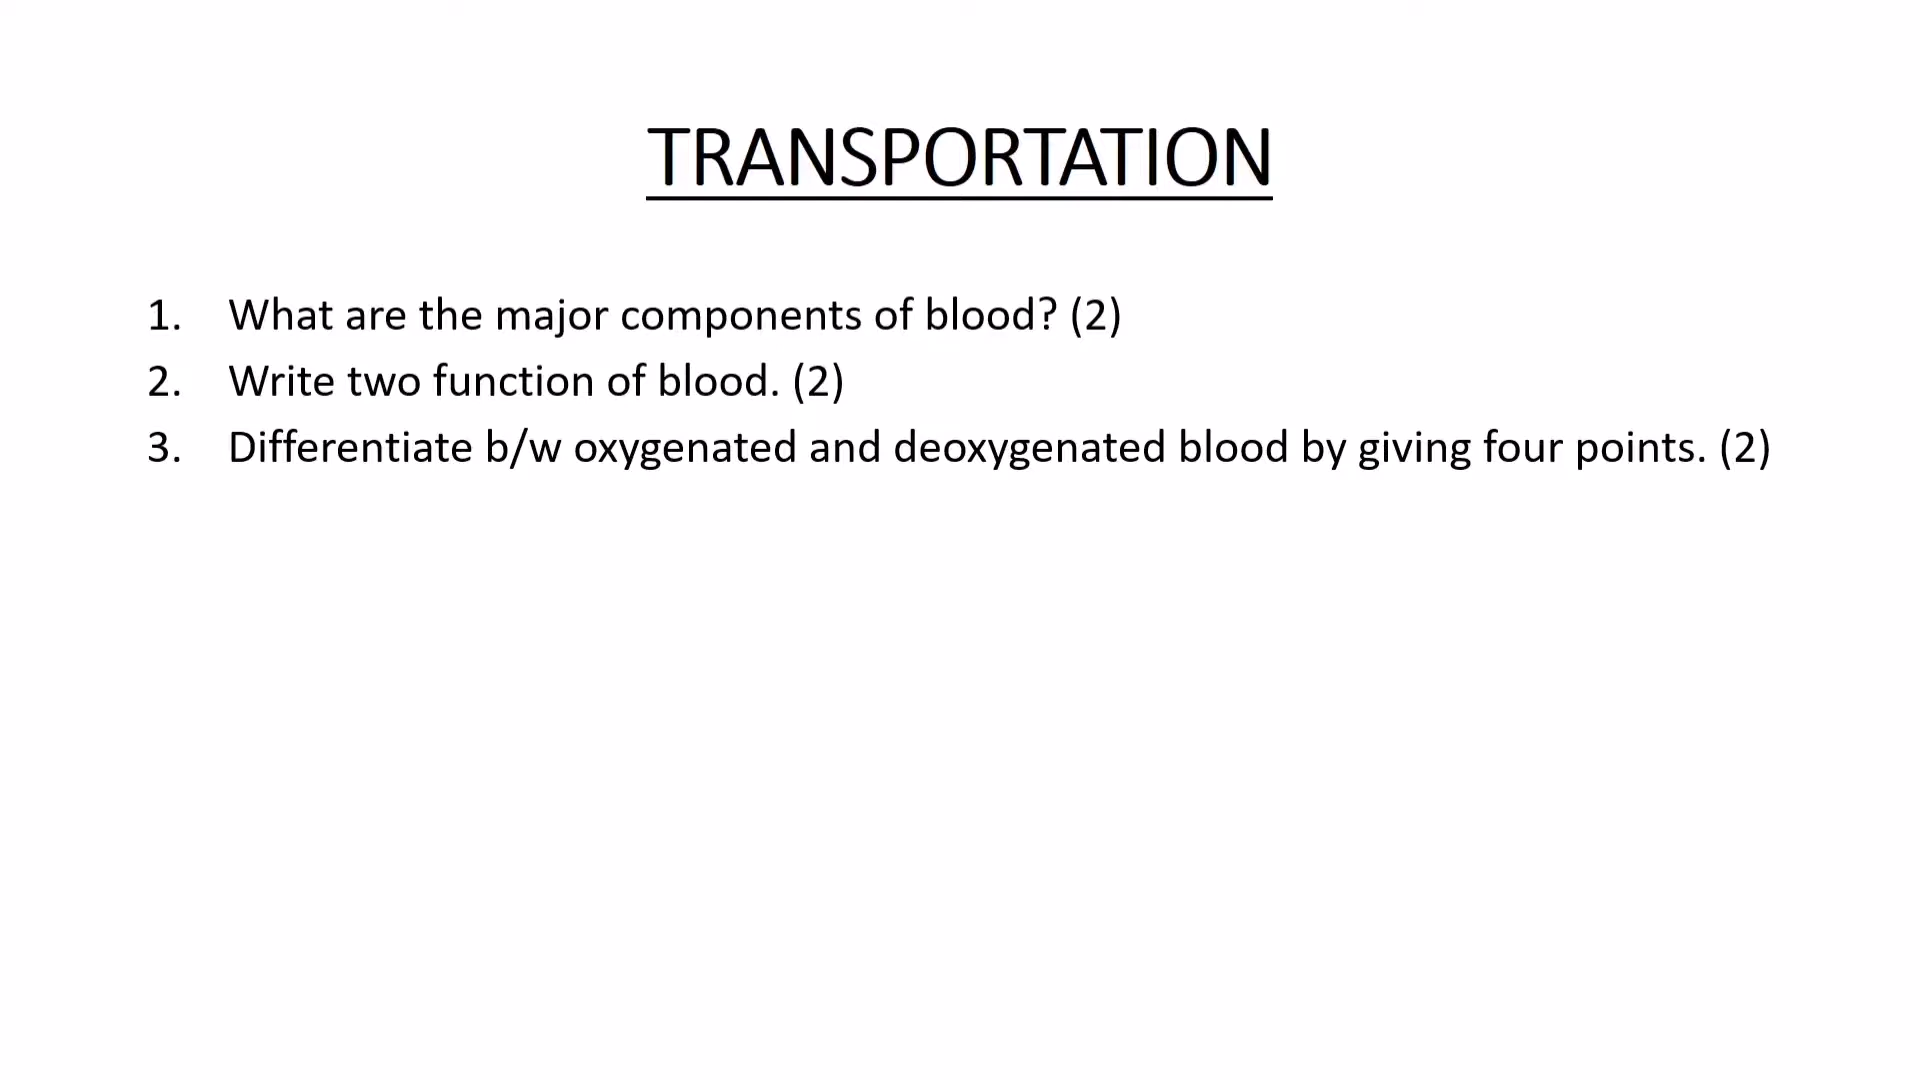 TRANSPORTATION
1. What are the major components of blood? (2)
2. Write two function of blood. (2)
3. Differentiate b/w oxygenated and deoxygenated blood by giving four points. (2)